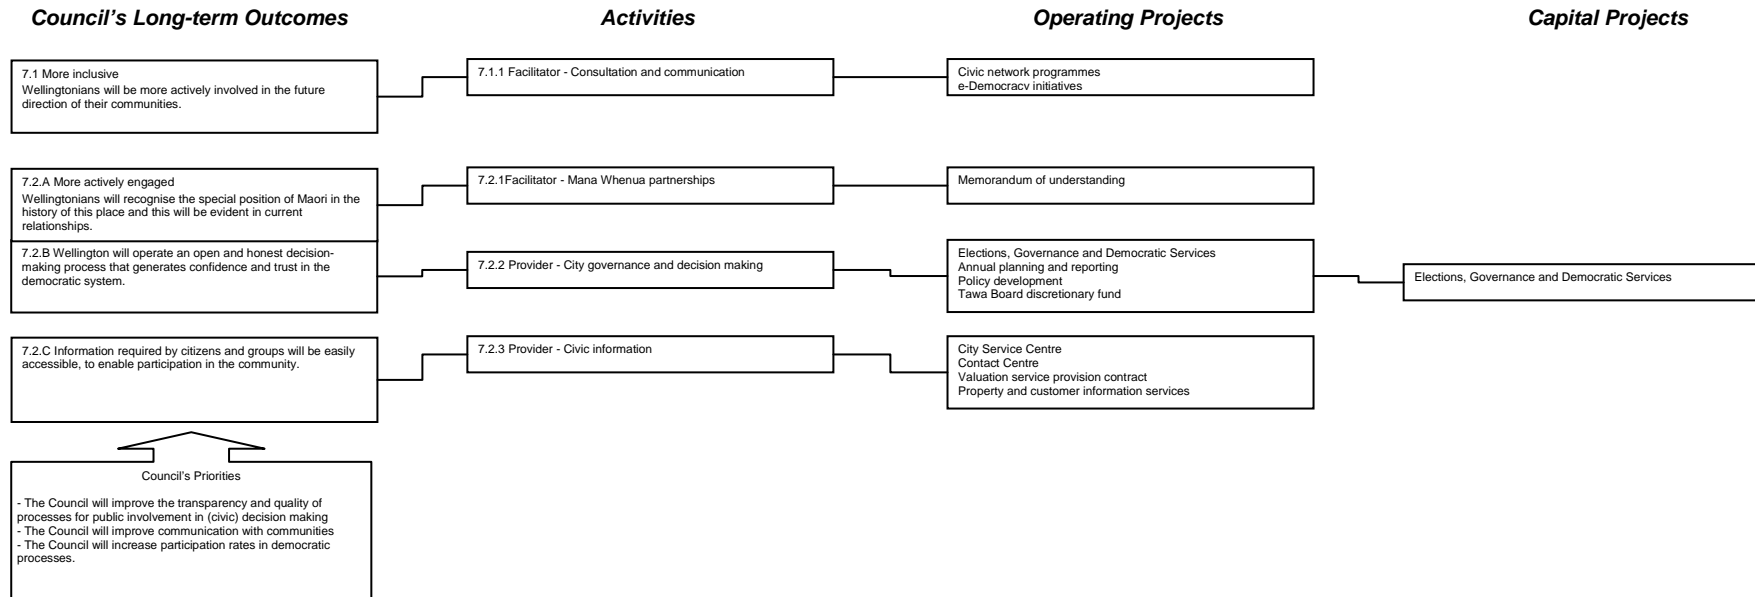 Council's Long-term Outcomes
Activities
Operating Projects
Capital Projects
7.1 More inclusive
Wellingtonians will be more actively involved in the future
direction of their communities.
7.1.1 Facilitator - Consultation and communication
Civic network programmes
e-Democracy initiatives
7.2.A More actively engaged
Wellingtonians will recognise the special position of Maori in the
history of this place and this will be evident in current
relationships.
7.2.1Facilitator - Mana Whenua partnerships
Memorandum of understanding
7.2.B Wellington will operate an open and honest decision-
making process that generates confidence and trust in the
democratic system.
7.2.2 Provider - City governance and decision making
Elections, Governance and Democratic Services
Annual planning and reporting
Policy development
Tawa Board discretionary fund
Elections, Governance and Democratic Services
7.2.C Information required by citizens and groups will be easily
accessible, to enable participation in the community.
7.2.3 Provider - Civic information
City Service Centre
Contact Centre
Valuation service provision contract
Property and customer information services
Council's Priorities
- The Council will improve the transparency and quality of
processes for public involvement in (civic) decision making
- The Council will improve communication with communities
- The Council will increase participation rates in democratic
processes.